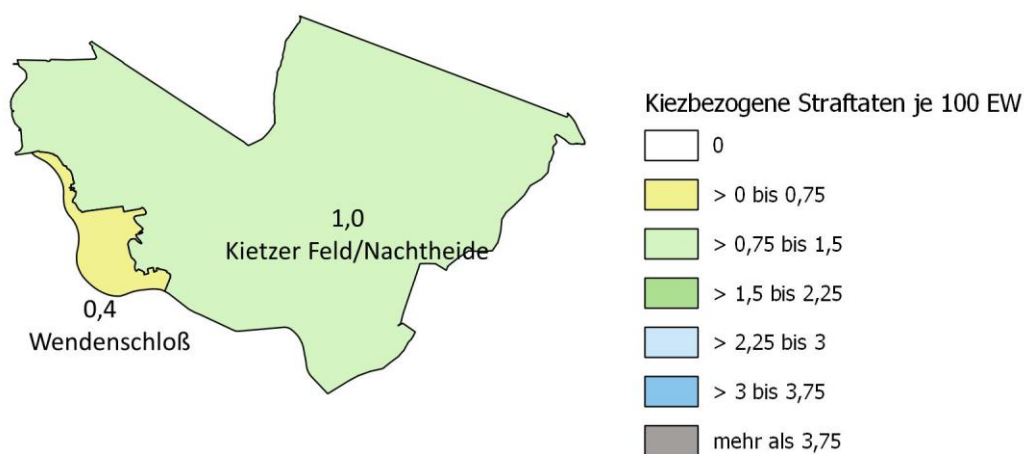 1,0
Kietzer Feld/Nachtheide
0,4
Wendenschloß
Kiezbezogene Straftaten je 100 EW
0
> 0 bis 0,75
> 0,75 bis 1,5
> 1,5 bis 2,25
> 2,25 bis 3
> 3 bis 3,75
mehr als 3,75